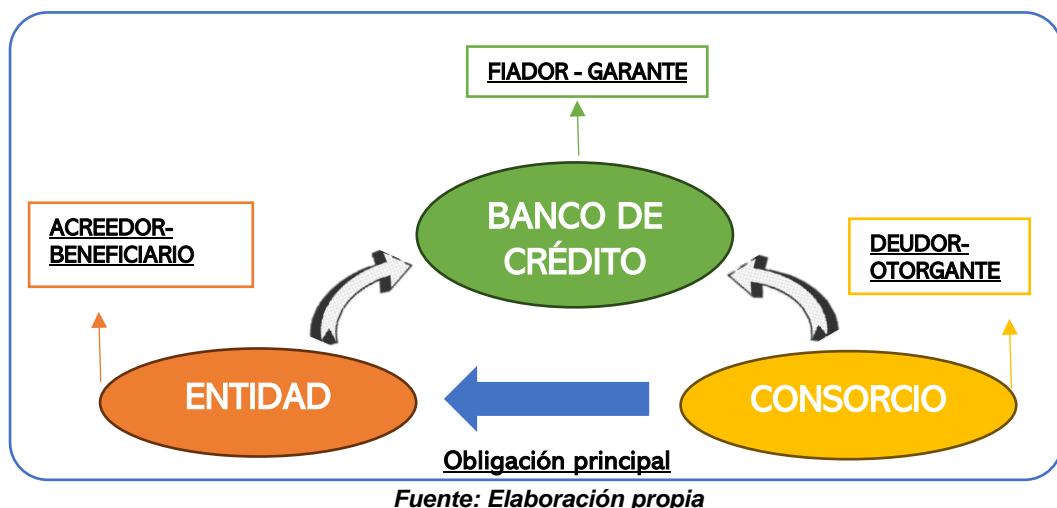 FIADOR - GARANTE
BANCO DE
CRÉDITO
ACREEDOR-
BENEFICIARIO
DEUDOR-
OTORGANTE
ENTIDAD
CONSORCIO
Obligación principal
Fuente: Elaboración propia